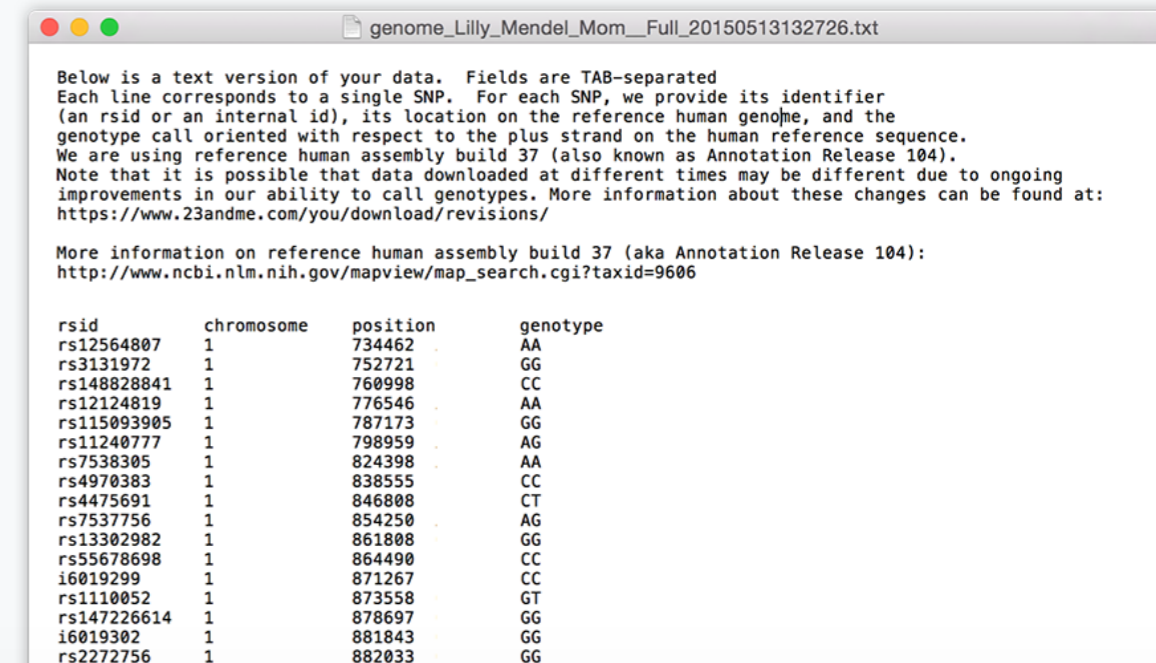 genome_Lilly_Mendel_Mom__Full_20150513132726.txt
Below is a text version of your data.  Fields are TAB-separated
Each line corresponds to a single SNP.  For each SNP, we provide its identifier
(an rsid or an internal id), its location on the reference human genome, and the
genotype call oriented with respect to the plus strand on the human reference sequence.
We are using reference human assembly build 37 (also known as Annotation Release 104).
Note that it is possible that data downloaded at different times may be different due to ongoing
improvements in our ability to call genotypes. More information about these changes can be found at:
https://www.23andme.com/you/download/revisions/
More information on reference human assembly build 37 (aka Annotation Release 104):
http://www.ncbi.nlm.nih.gov/mapview/map_search.cgi?taxid=9606
rsid chromosome position genotype
rs12564807 1 734462 AA
rs3131972 1 752721 GG
rs148828841 1 760998 CC
rs12124819 1 776546 AA
rs115093905 1 787173 GG
rs11240777 1 798959 AG
rs7538305 1 824398 AA
rs4970383 1 838555 CC
rs4475691 1 846808 CT
rs7537756 1 854250 AG
rs13302982 1 861808 GG
rs55678698 1 864490 CC
i6019299 1 871267 CC
rs1110052 1 873558 GT
rs147226614 1 878697 GG
i6019302 1 881843 GG
rs2272756 1 882033 GG